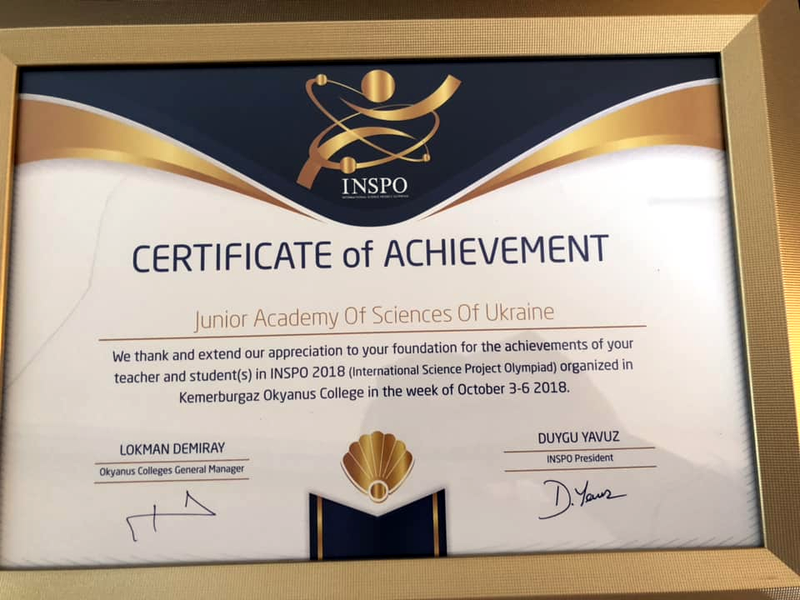 INSPO
INTERNATIONAL SCIENCE PROJECT OLYMPIAD
CERTIFICATE of ACHIEVEMENT
Junior Academy Of Sciences Of Ukraine
We thank and extend our appreciation to your foundation for the achievements of your
teacher and student(s) in INSPO 2018 (International Science Project Olympiad) organized in
Kemerburgaz Okyanus College in the week of October 3-6 2018.
LOKMAN DEMIRAY
Okyanus Colleges General Manager
DUYGU YAVUZ
INSPO President
D. Yavuz